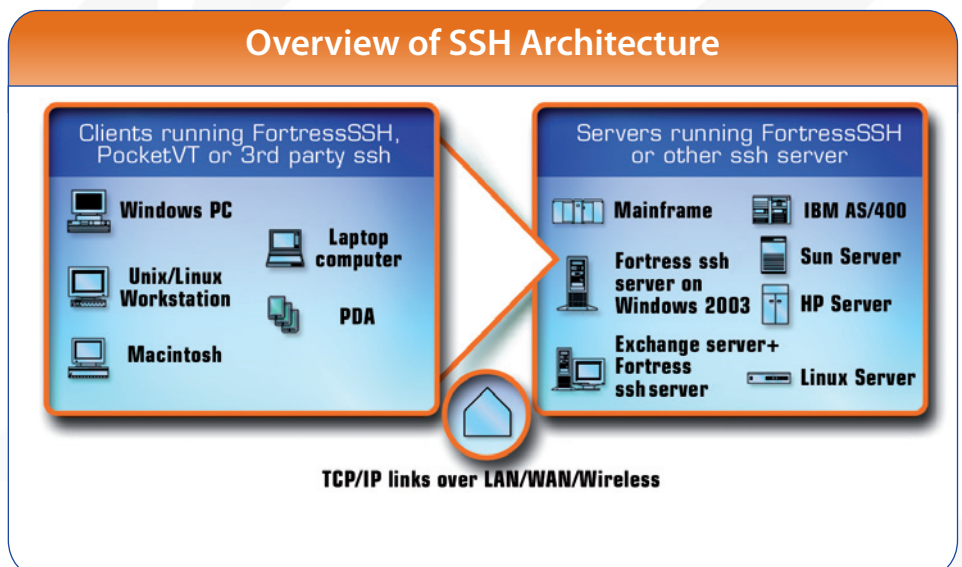 Overview of SSH Architecture
Clients running FortressSSH,
PocketVT or 3rd party ssh
Windows PC
Unix/Linux
Workstation
Macintosh
Laptop
computer
PDA
Servers running FortressSSH
or other ssh server
Mainframe
Fortress ssh
server on
Windows 2003
Exchange server+
Fortress
sshserver
IBM AS/400
Sun Server
HP Server
Linux Server
TCP/IP links over LAN/WAN/Wireless